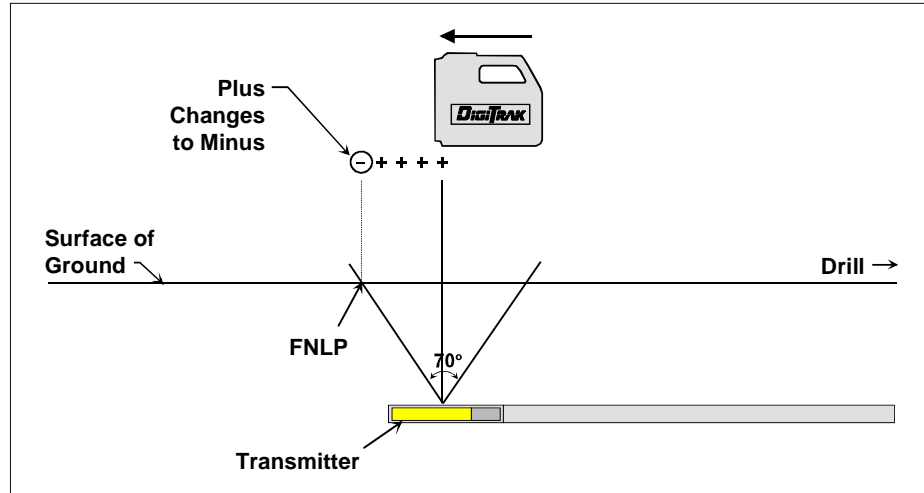 Plus
Changes
to Minus
DIGITRAK
- + + + +
Surface of
Ground
Drill
FNLP
70°
Transmitter